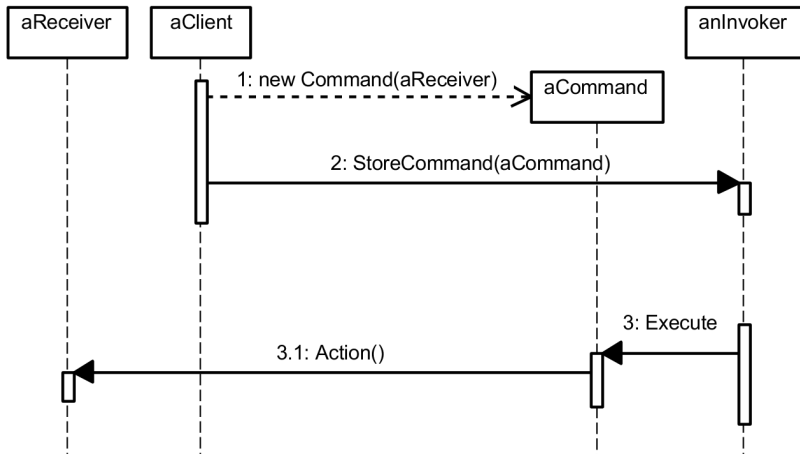 aReceiver
aClient
anInvoker
1: new Command(aReceiver)
aCommand
2: StoreCommand(aCommand)
3: Execute
3.1: Action()